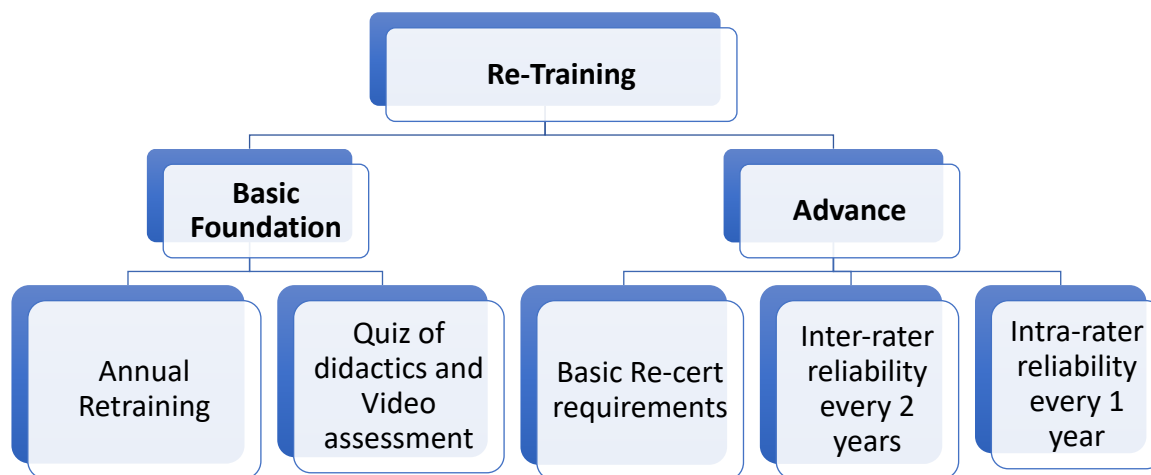 Re-Training
Basic
Foundation
Advance
Annual
Retraining
Quiz of
didactics and
Video
assessment
Basic Re-cert
requirements
Inter-rater
reliability
every 2
years
Intra-rater
reliability
every 1
year